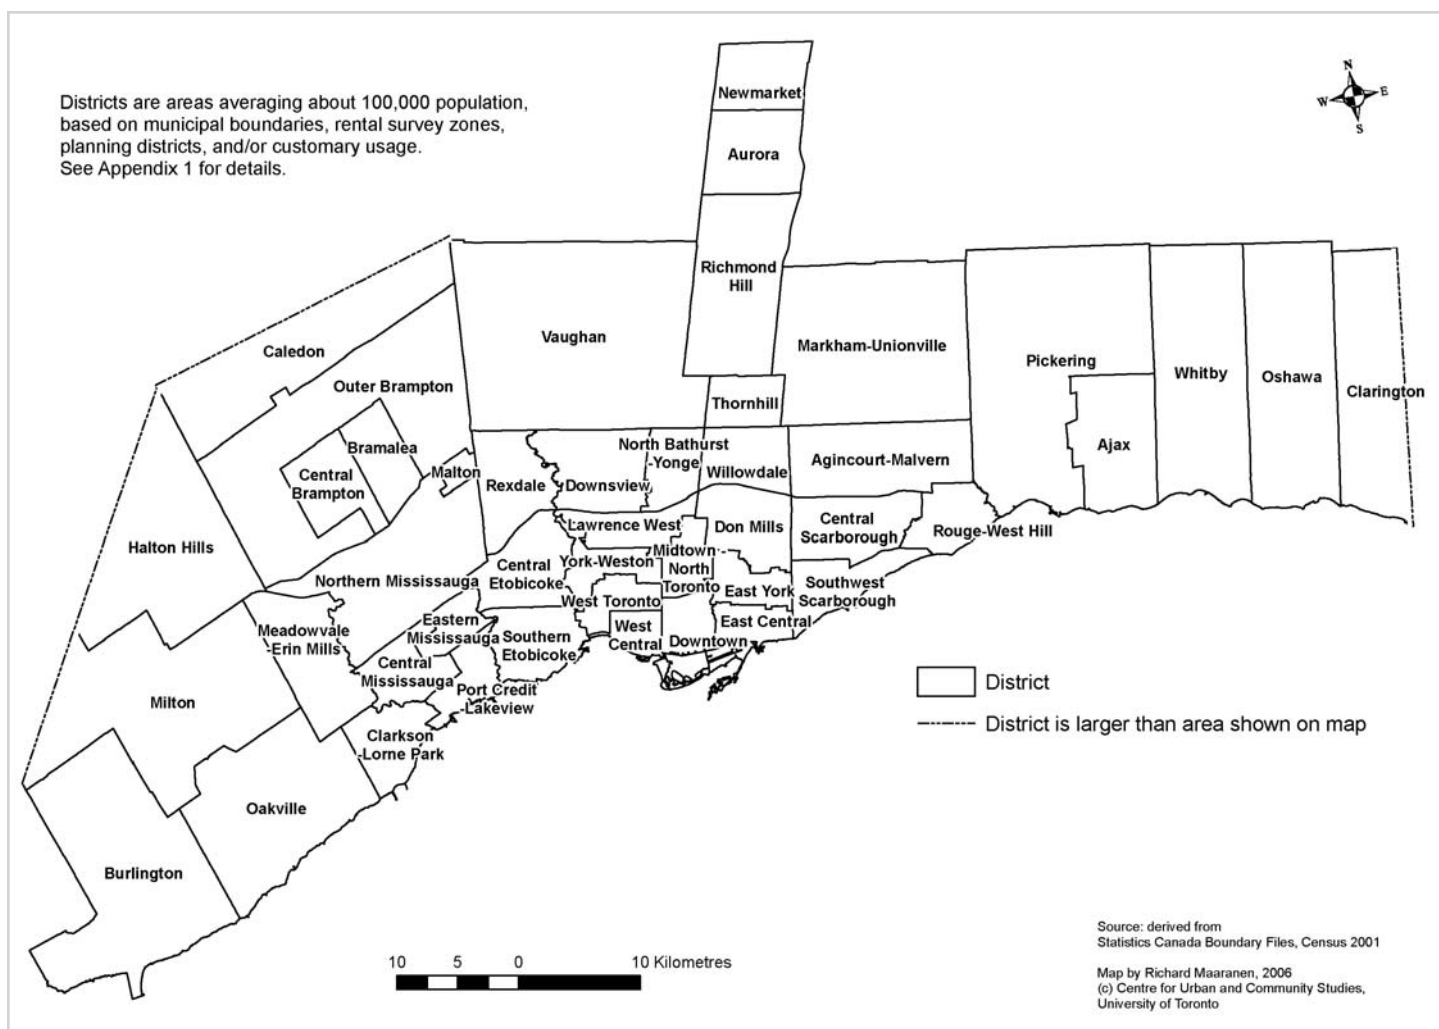 Districts are areas averaging about 100,000 population,
based on municipal boundaries, rental survey zones,
planning districts, and/or customary usage.
See Appendix 1 for details.
N
W
E
S
Newmarket
Aurora
Richmond
Hill
Vaughan
Markham-Unionville
Caledon
Pickering
Whitby
Oshawa
Clarington
Outer Brampton
Thornhill
Bramalea
Central
Brampton
Malton
Rexdale
Downsview
North Bathurst
-Yonge
Willowdale
Agincourt-Malvern
Ajax
Halton Hills
Lawrence West
Don Mills
Central
Scarborough
Rouge-West Hill
Northern Mississauga
Central
Etobicoke
York-Weston
Midtown-
North
Toronto
East York
Southwest
Scarborough
West Toronto
Meadowvale
-Erin Mills
Eastern
Mississauga
Southern
Etobicoke
West
Central
Downtown
East Central
Central
Mississauga
Port Credit
-Lakeview
Milton
Clarkson
-Lorne Park
Oakville
Burlington
District
District is larger than area shown on map
10 5 0 10 Kilometres
Source: derived from
Statistics Canada Boundary Files, Census 2001
Map by Richard Maaranen, 2006
(c) Centre for Urban and Community Studies,
University of Toronto